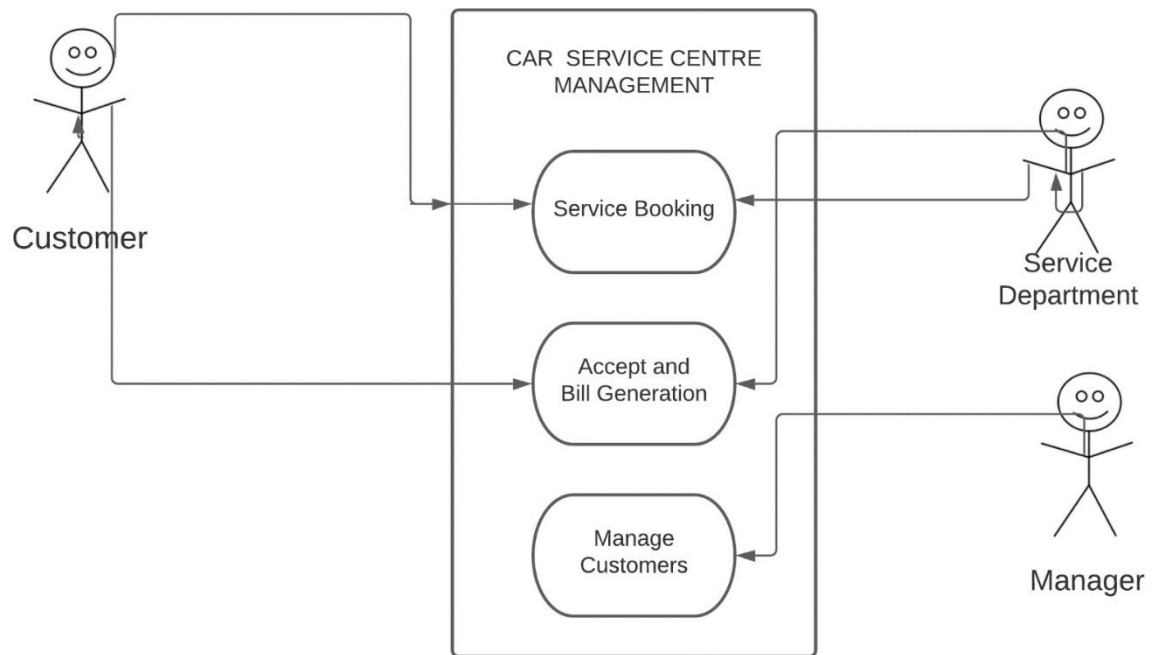 CAR SERVICE CENTRE
MANAGEMENT
Customer
Service Booking
Service
Department
Accept and
Bill Generation
Manage
Customers
Manager